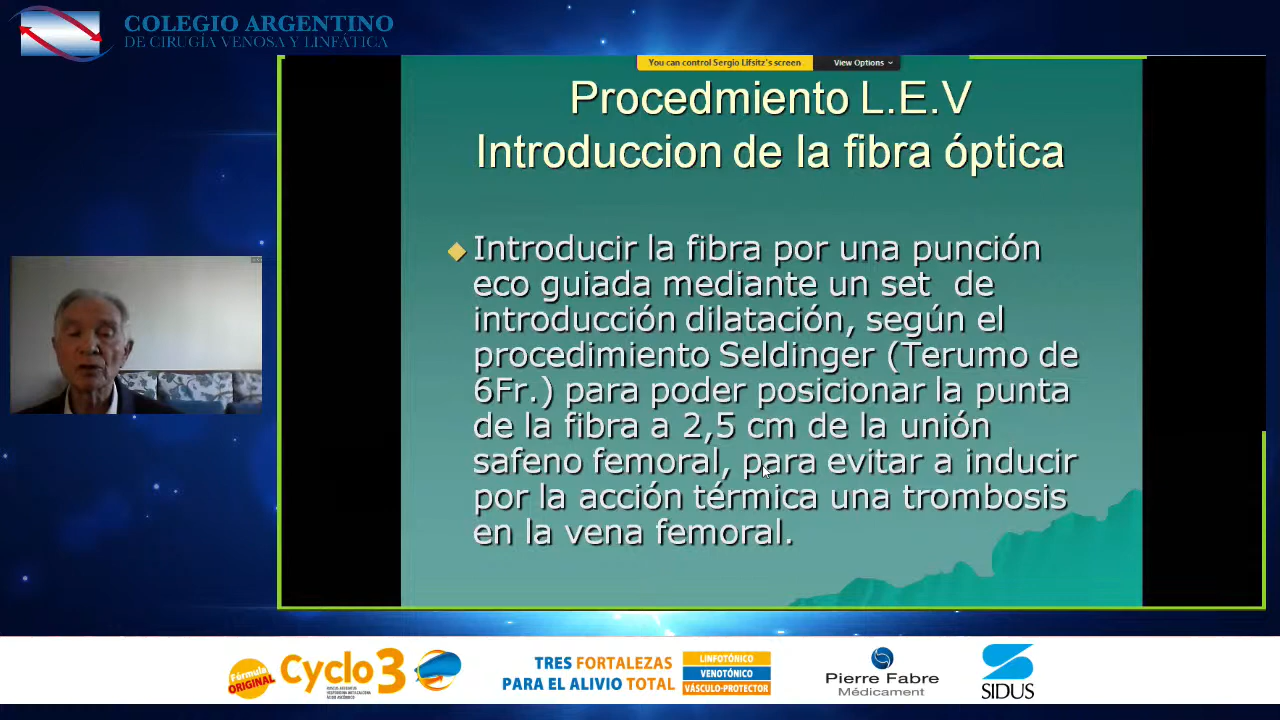 COLEGIO ARGENTINO
DE CIRUGÍA VENOSA Y LINFÁTICA
You can control Sergio Lifsitz's screen
View Options
Procedmiento L.E.V
Introduccion de la fibra óptica
Introducir la fibra por una punción
eco guiada mediante un set de
introducción dilatación, según el
procedimiento Seldinger (Terumo de
6Fr.) para poder posicionar la punta
de la fibra a 2,5 cm de la unión
safeno femoral, para evitar a inducir
por la acción térmica una trombosis
en la vena femoral.
Fórmula
ORIGINAL
Cyclo 3
TRES FORTALEZAS
PARA EL ALIVIO TOTAL
LINFOTÓNICO
VENOTÓNICO
VÁSCULO-PROTECTOR
Pierre Fabre
Médicament
SIDUS